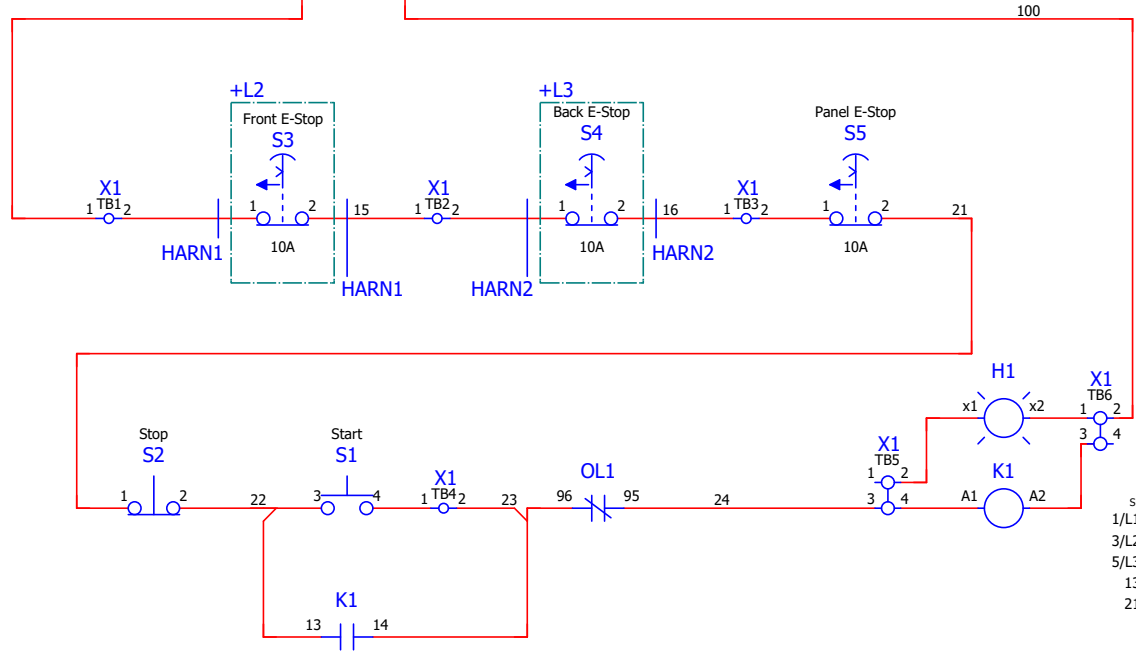 100
+L2
+L3
Front E-Stop
Back E-Stop
Panel E-Stop
S3
S4
S5
X1
X1
X1
TB1
TB2
TB3
1 2
1 2
15
1 2
1 2
16
1 2
1 2
21
HARN1
10A
HARN2
10A
10A
HARN1
HARN2
H1
X1
TB6
x1 x2
1 2
3 4
Stop
Start
S2
S1
X1
TB4
OL1
X1
TB5
K1
1 2
22
3 4
1 2
23
96 95
24
1 2
3 4
A1 A2
s
1/L1
3/L2
5/L3
13
21
K1
13 14